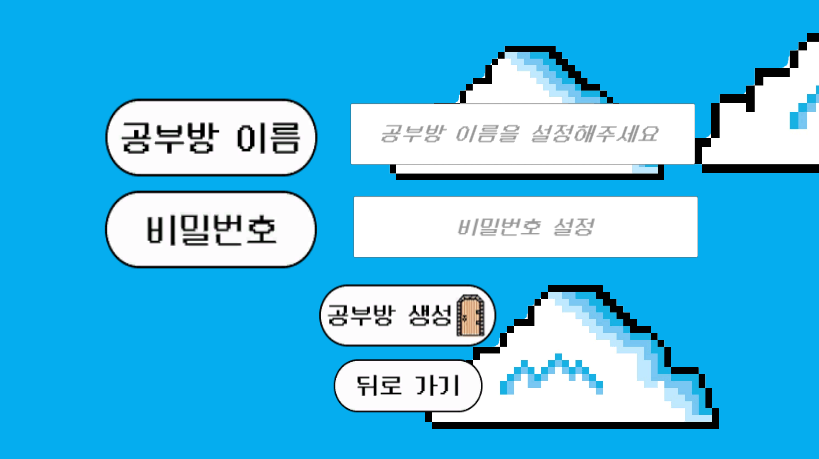 공부방 이름
공부방 이름을 설정해주세요
비밀번호
비밀번호 설정
공부방 생성
뒤로 가기